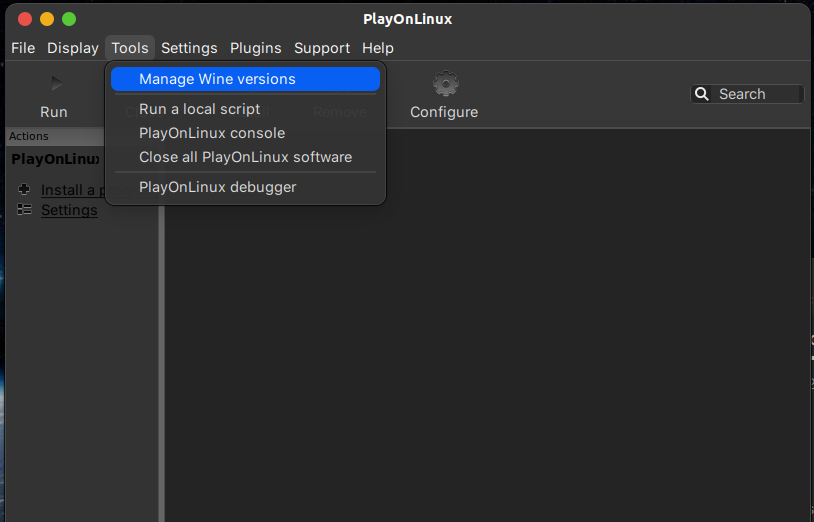 PlayOnLinux
File Display Tools Settings Plugins Support Help
Run Remove Configure Search
Manage Wine versions
Run a local script
PlayOnLinux console
Close all PlayOnLinux software
PlayOnLinux debugger
Actions
PlayOnLinux
Install a
Settings